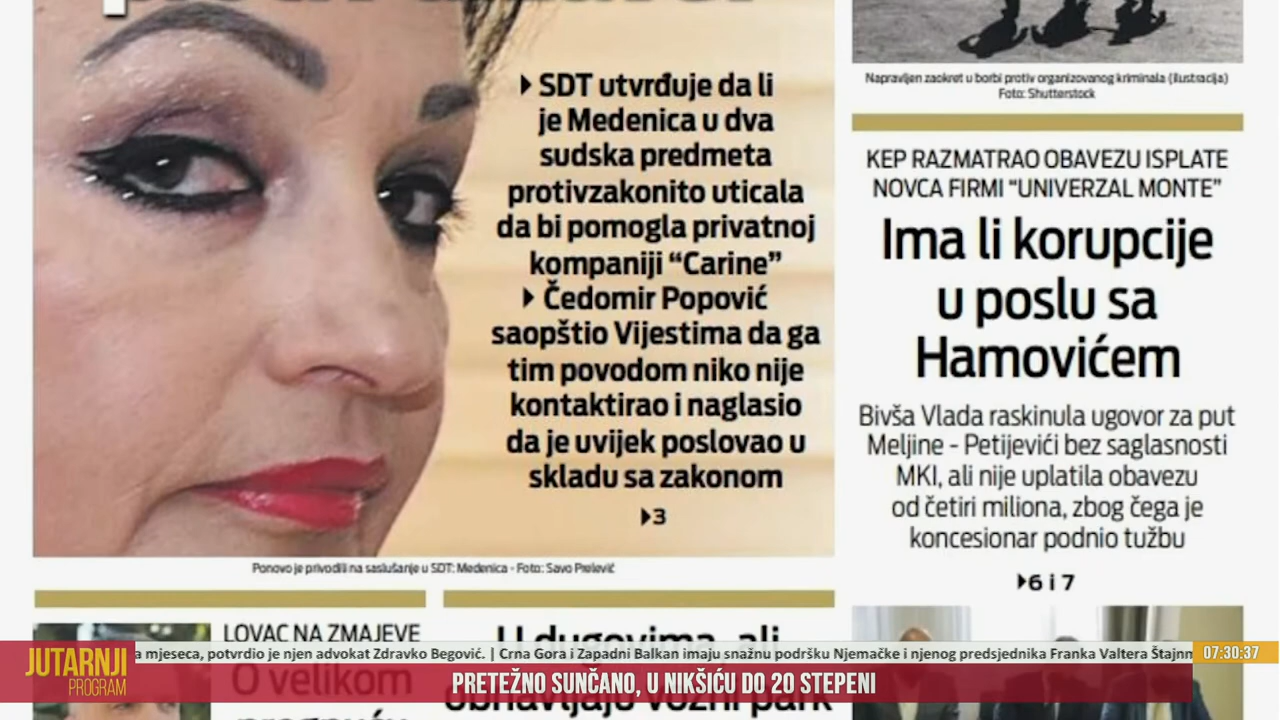 SDT utvrđuje da li
je Medenica u dva
sudska predmeta
protivzakonito uticala
da bi pomogla privatnoj
kompaniji “Carine”
Čedomir Popović
saopštio Vijestima da ga
tim povodom niko nije
kontaktirao i naglasio
da je uvijek poslovao u
skladu sa zakonom
3
Ponovo je privodili na saslušanje u SDT: Medenica - Foto: Savo Prelević
Napravljen zaokret u borbi protiv organizovanog kriminala (ilustracija)
Foto: Shutterstock
KEP RAZMATRAO OBAVEZU ISPLATE
NOVCA FIRMI “UNIVERZAL MONTE”
Ima li korupcije
u poslu sa
Hamovićem
Bivša Vlada raskinula ugovor za put
Meljine - Petijevići bez saglasnosti
MKI, ali nije uplatila obavezu
od četiri miliona, zbog čega je
koncesionar podnio tužbu
6 i 7
LOVAC NA ZMAJEVE
O velikom
U dugovima, ali
obnavljaju vozni park
a mjeseca, potvrdio je njen advokat Zdravko Begović. | Crna Gora i Zapadni Balkan imaju snažnu podršku Njemačke i njenog predsjednika Franka Valtera Štajnm
07:30:37
JUTARNJI
PROGRAM
PRETEŽNO SUNČANO, U NIKŠIĆU DO 20 STEPENI